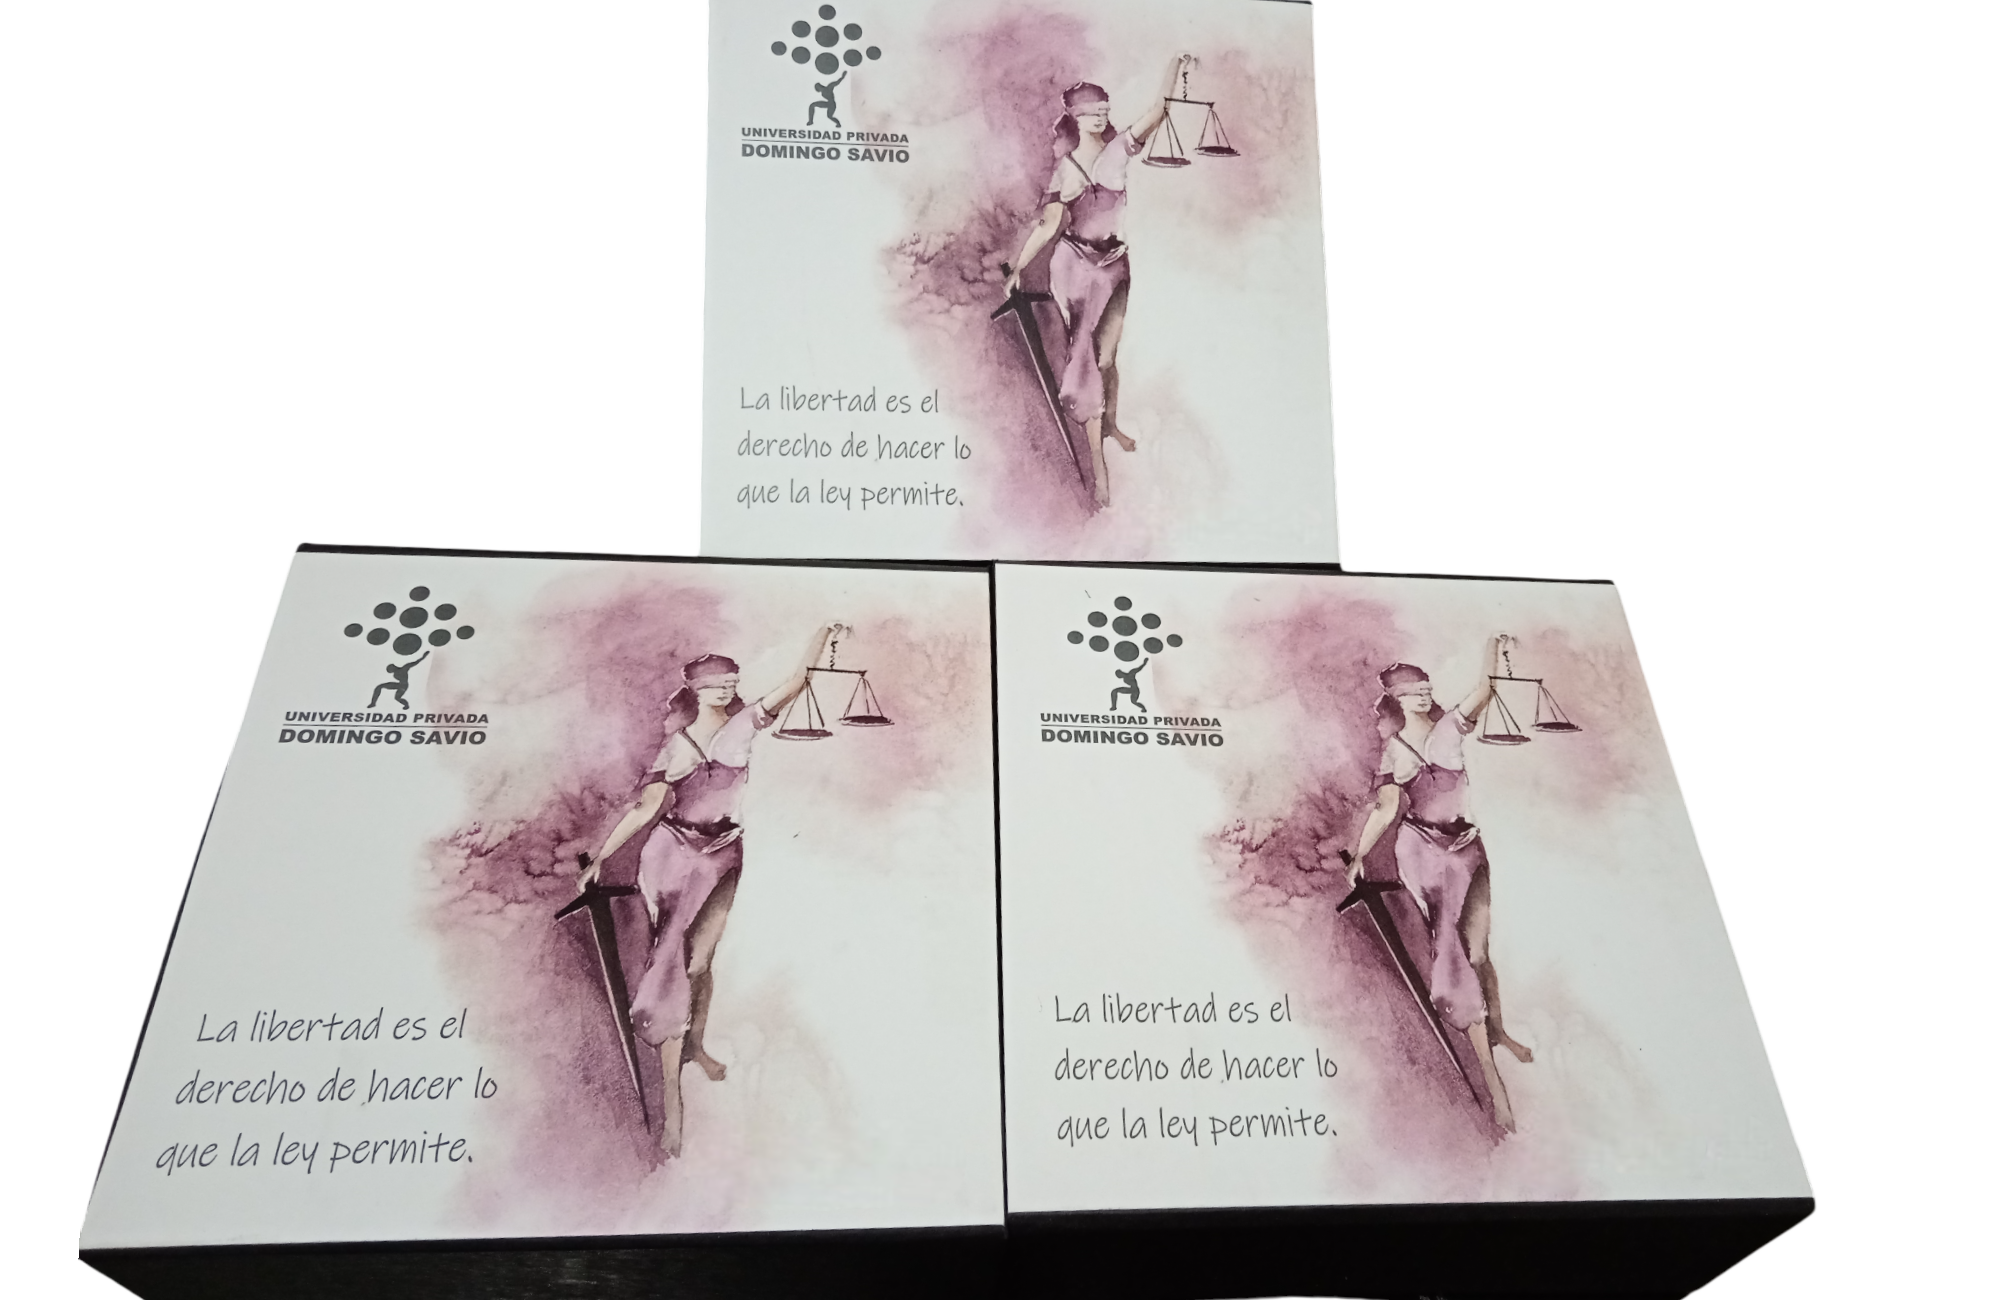 UNIVERSIDAD PRIVADA
DOMINGO SAVIO
La libertad es el
derecho de hacer lo
que la ley permite.
UNIVERSIDAD PRIVADA
DOMINGO SAVIO
La libertad es el
derecho de hacer lo
que la ley permite.
UNIVERSIDAD PRIVADA
DOMINGO SAVIO
La libertad es el
derecho de hacer lo
que la ley permite.